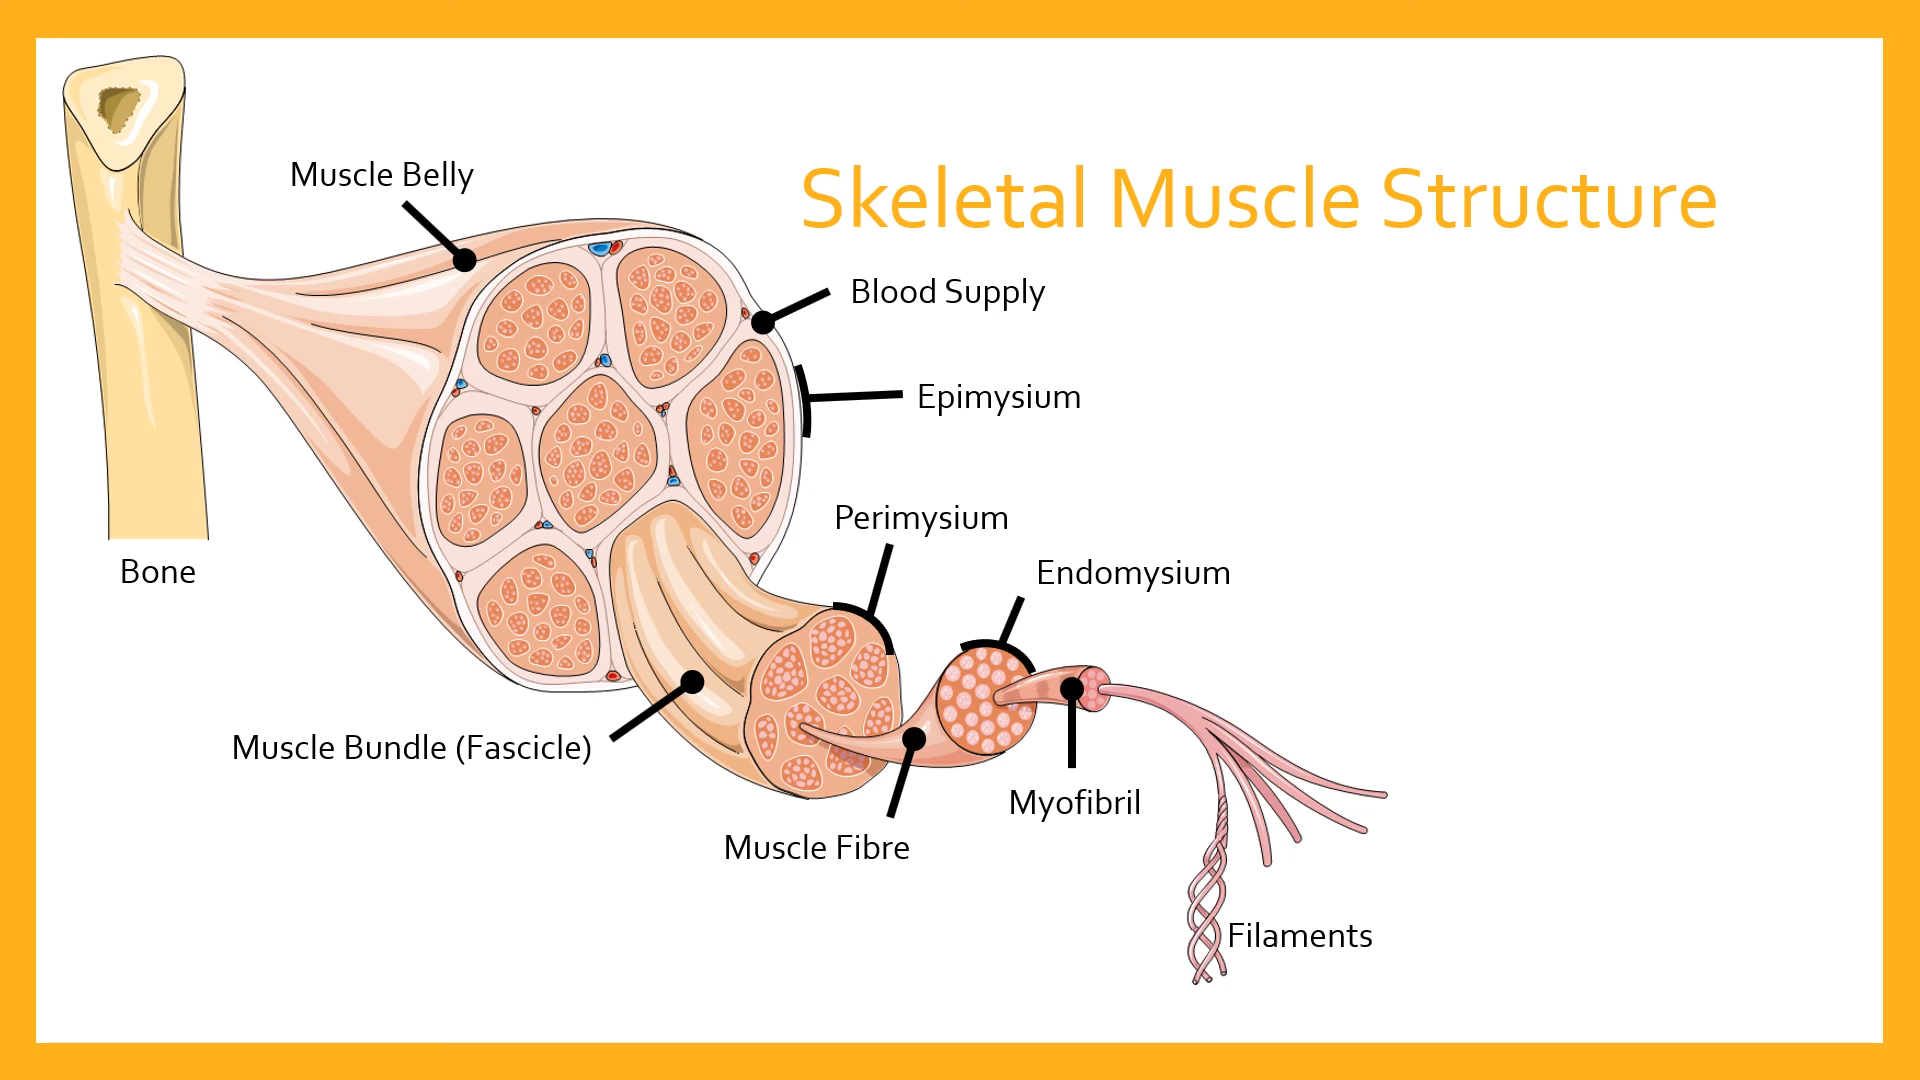 Skeletal Muscle Structure
Muscle Belly
Blood Supply
Epimysium
Perimysium
Endomysium
Bone
Muscle Bundle (Fascicle)
Myofibril
Muscle Fibre
Filaments